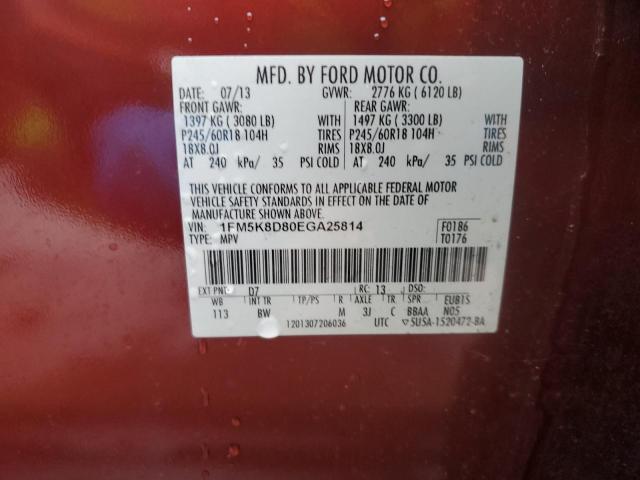 MFD. BY FORD MOTOR CO.
DATE: 07/13 GVWR: 2776 KG ( 6120 LB)
FRONT GAWR: REAR GAWR:
1397 KG ( 3080 LB) WITH 1497 KG ( 3300 LB) WITH
P245/60R18 104H TIRES P245/60R18 104H TIRES
18X8.0J RIMS 18X8.0J RIMS
AT 240 kPa/ 35 PSI COLD AT 240 kPa/ 35 PSI COLD
THIS VEHICLE CONFORMS TO ALL APPLICABLE FEDERAL MOTOR
VEHICLE SAFETY STANDARDS IN EFFECT ON THE DATE OF
MANUFACTURE SHOWN ABOVE.
VIN: 1FM5K8D80EGA25814 F0186
TYPE: MPV T0176
EXT PNT: D7 RC: 13 DSO:
WB INT TR TP/PS R AXLE TR SPR EUB1S
113 BW M 3J C BBAA N05
1201307206036 UTC ▽5U5A-1520472-BA